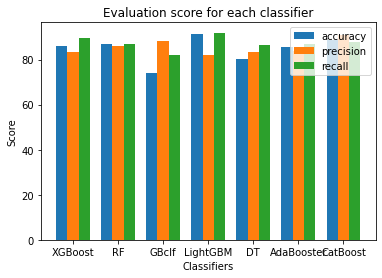 Evaluation score for each classifier
accuracy
precision
recall
Score
80
60
40
20
0
XGBoost RF GBclf LightGBM DT AdaBooster CatBoost
Classifiers